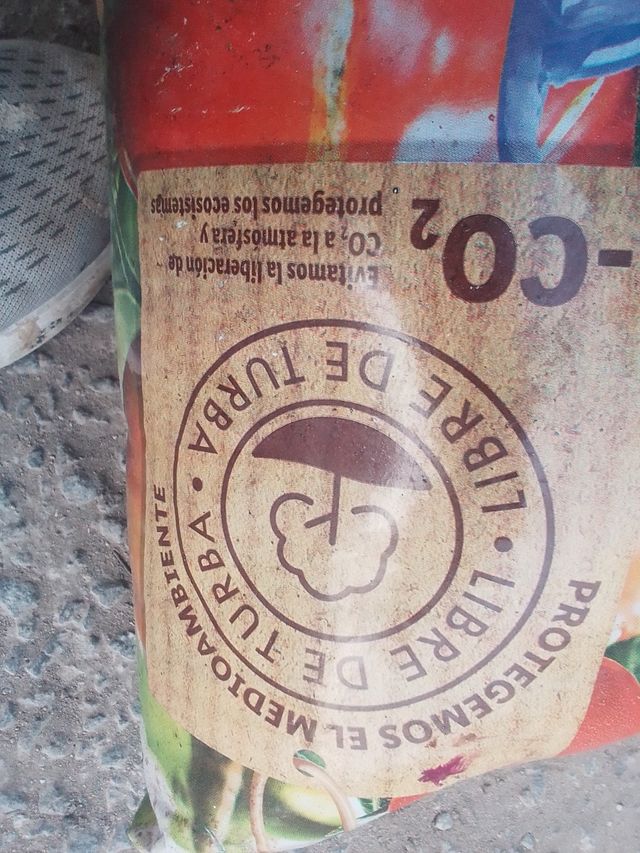 PROTEGEMOS EL MEDIOAMBIENTE
LIBRE DE TURBA • LIBRE DE TURBA •
-CO₂
Evitamos la liberación de
CO₂ a la atmósfera y
protegemos los ecosistemas